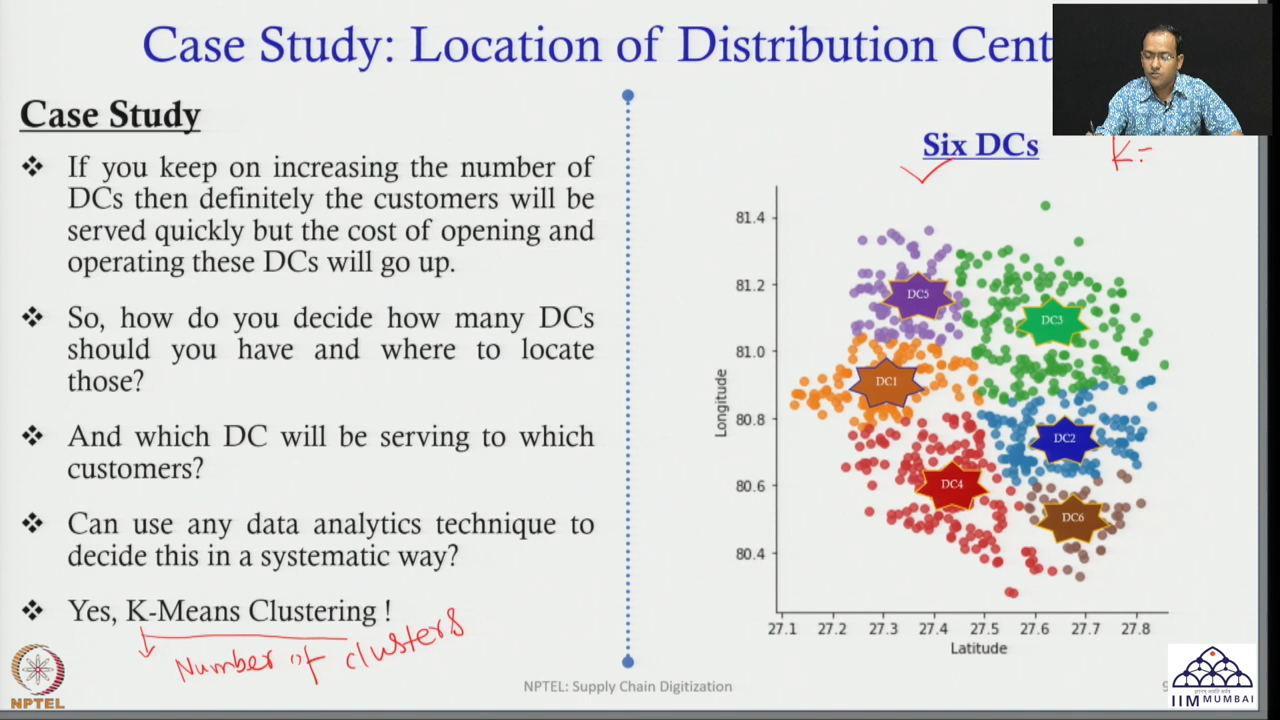 Case Study: Location of Distribution Cent
Case Study
❖ If you keep on increasing the number of
DCs then definitely the customers will be
served quickly but the cost of opening and
operating these DCs will go up.
❖ So, how do you decide how many DCs
should you have and where to locate
those?
❖ And which DC will be serving to which
customers?
❖ Can use any data analytics technique to
decide this in a systematic way?
❖ Yes, K-Means Clustering !
Number of clusters
Six DCs
K=
81.4
81.2
81.0
80.8
80.6
80.4
Longitude
DC5
DC3
DC1
DC2
DC4
DC6
27.1 27.2 27.3 27.4 27.5 27.6 27.7 27.8
Latitude
NPTEL
NPTEL: Supply Chain Digitization
IIM MUMBAI